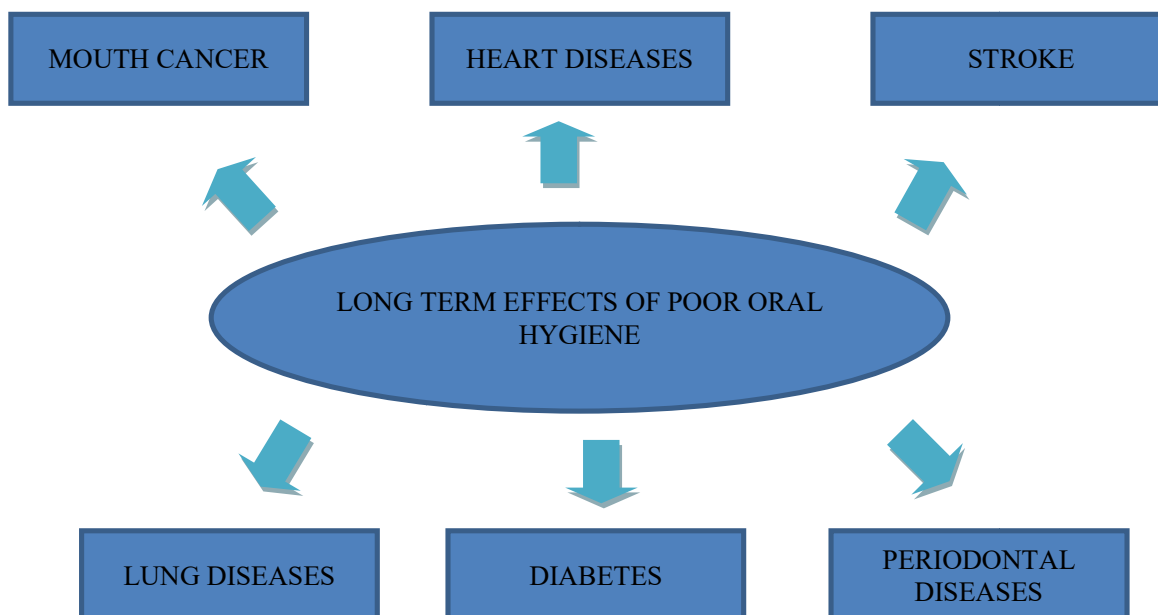 MOUTH CANCER
HEART DISEASES
STROKE
LONG TERM EFFECTS OF POOR ORAL
HYGIENE
LUNG DISEASES
DIABETES
PERIODONTAL
DISEASES